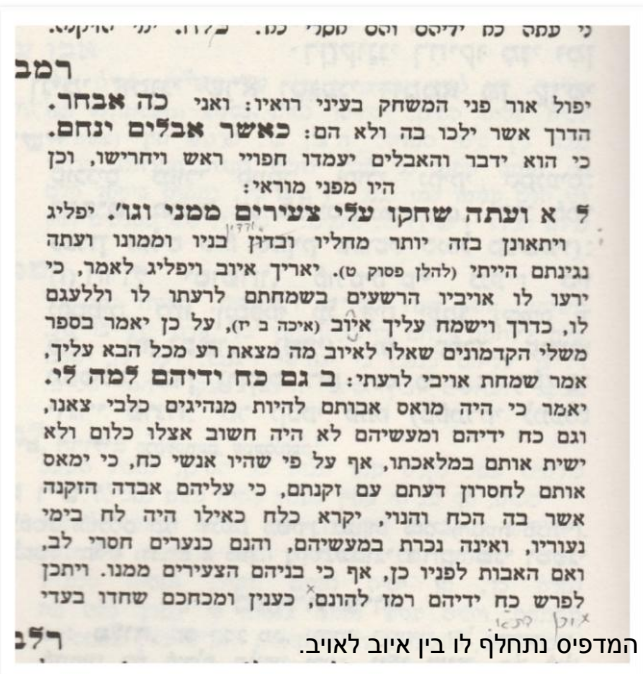 רמב
יפול אור פני המשחק בעיני רואיו: ואני כה אבחר.
הדרך אשר ילכו בה ולא הם: כאשר אבלים ינחם.
כי הוא ידבר והאבלים יעמדו חפויי ראש ויחרישו, וכן
היו מפני מוראי:
ל א ועתה שחקו עלי צעירים ממני וגו'. יפליג
ויתאונן בזה יותר מחליו ובדון בניו וממונו ועתה
נגינתם הייתי (להלן פסוק ט). יאריך איוב ויפליג לאמר, כי
ירעו לו אויביו הרשעים בשמחתם לרעתו לו וללעגם
לו, כדרך וישמח עליך איוב (איכה ב יז), על כן יאמר בספר
משלי הקדמונים שאלו לאיוב מה מצאת רע מכל הבא עליך,
אמר שמחת אויבי לרעתי: ב גם כח ידיהם למה לי.
יאמר כי היה מואס אבותם להיות מנהיגים כלבי צאנו,
וגם כח ידיהם ומעשיהם לא היה חשוב אצלו כלום ולא
ישית אותם במלאכתו, אף על פי שהיו אנשי כח, כי ימאס
אותם לחסרון דעתם עם זקנתם, כי עליהם אבדה הזקנה
אשר בה הכח והנוי, יקרא כלח כאילו היה לח בימי
נעוריו, ואינה נכרת במעשיהם, והנם כנערים חסרי לב.
ואם האבות לפניו כן, אף כי בניהם הצעירים ממנו. ויתכן
לפרש כח ידיהם רמז להונם, כענין ומכחכם שחדו בעדי
רלב
המדפיס נתחלף לו בין איוב לאויב.